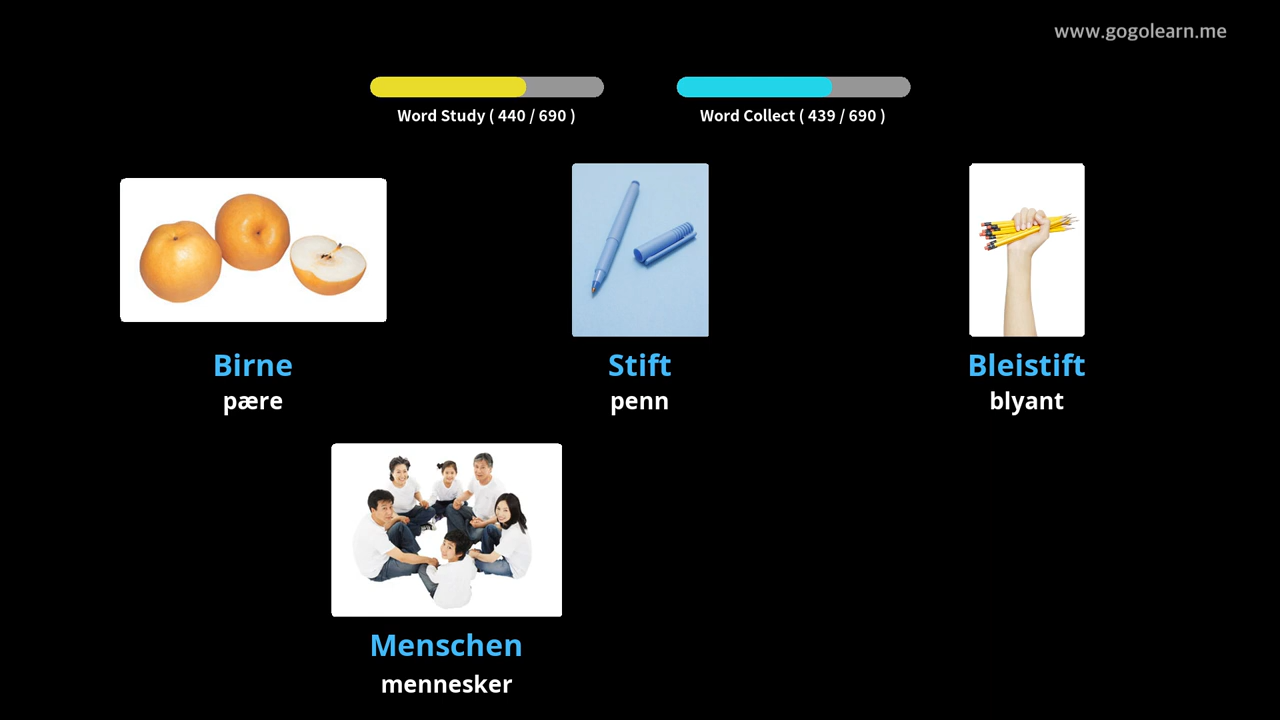 www.gogolearn.me
Word Study ( 440 / 690 )
Word Collect ( 439 / 690 )
Birne
pære
Stift
penn
Bleistift
blyant
Menschen
mennesker